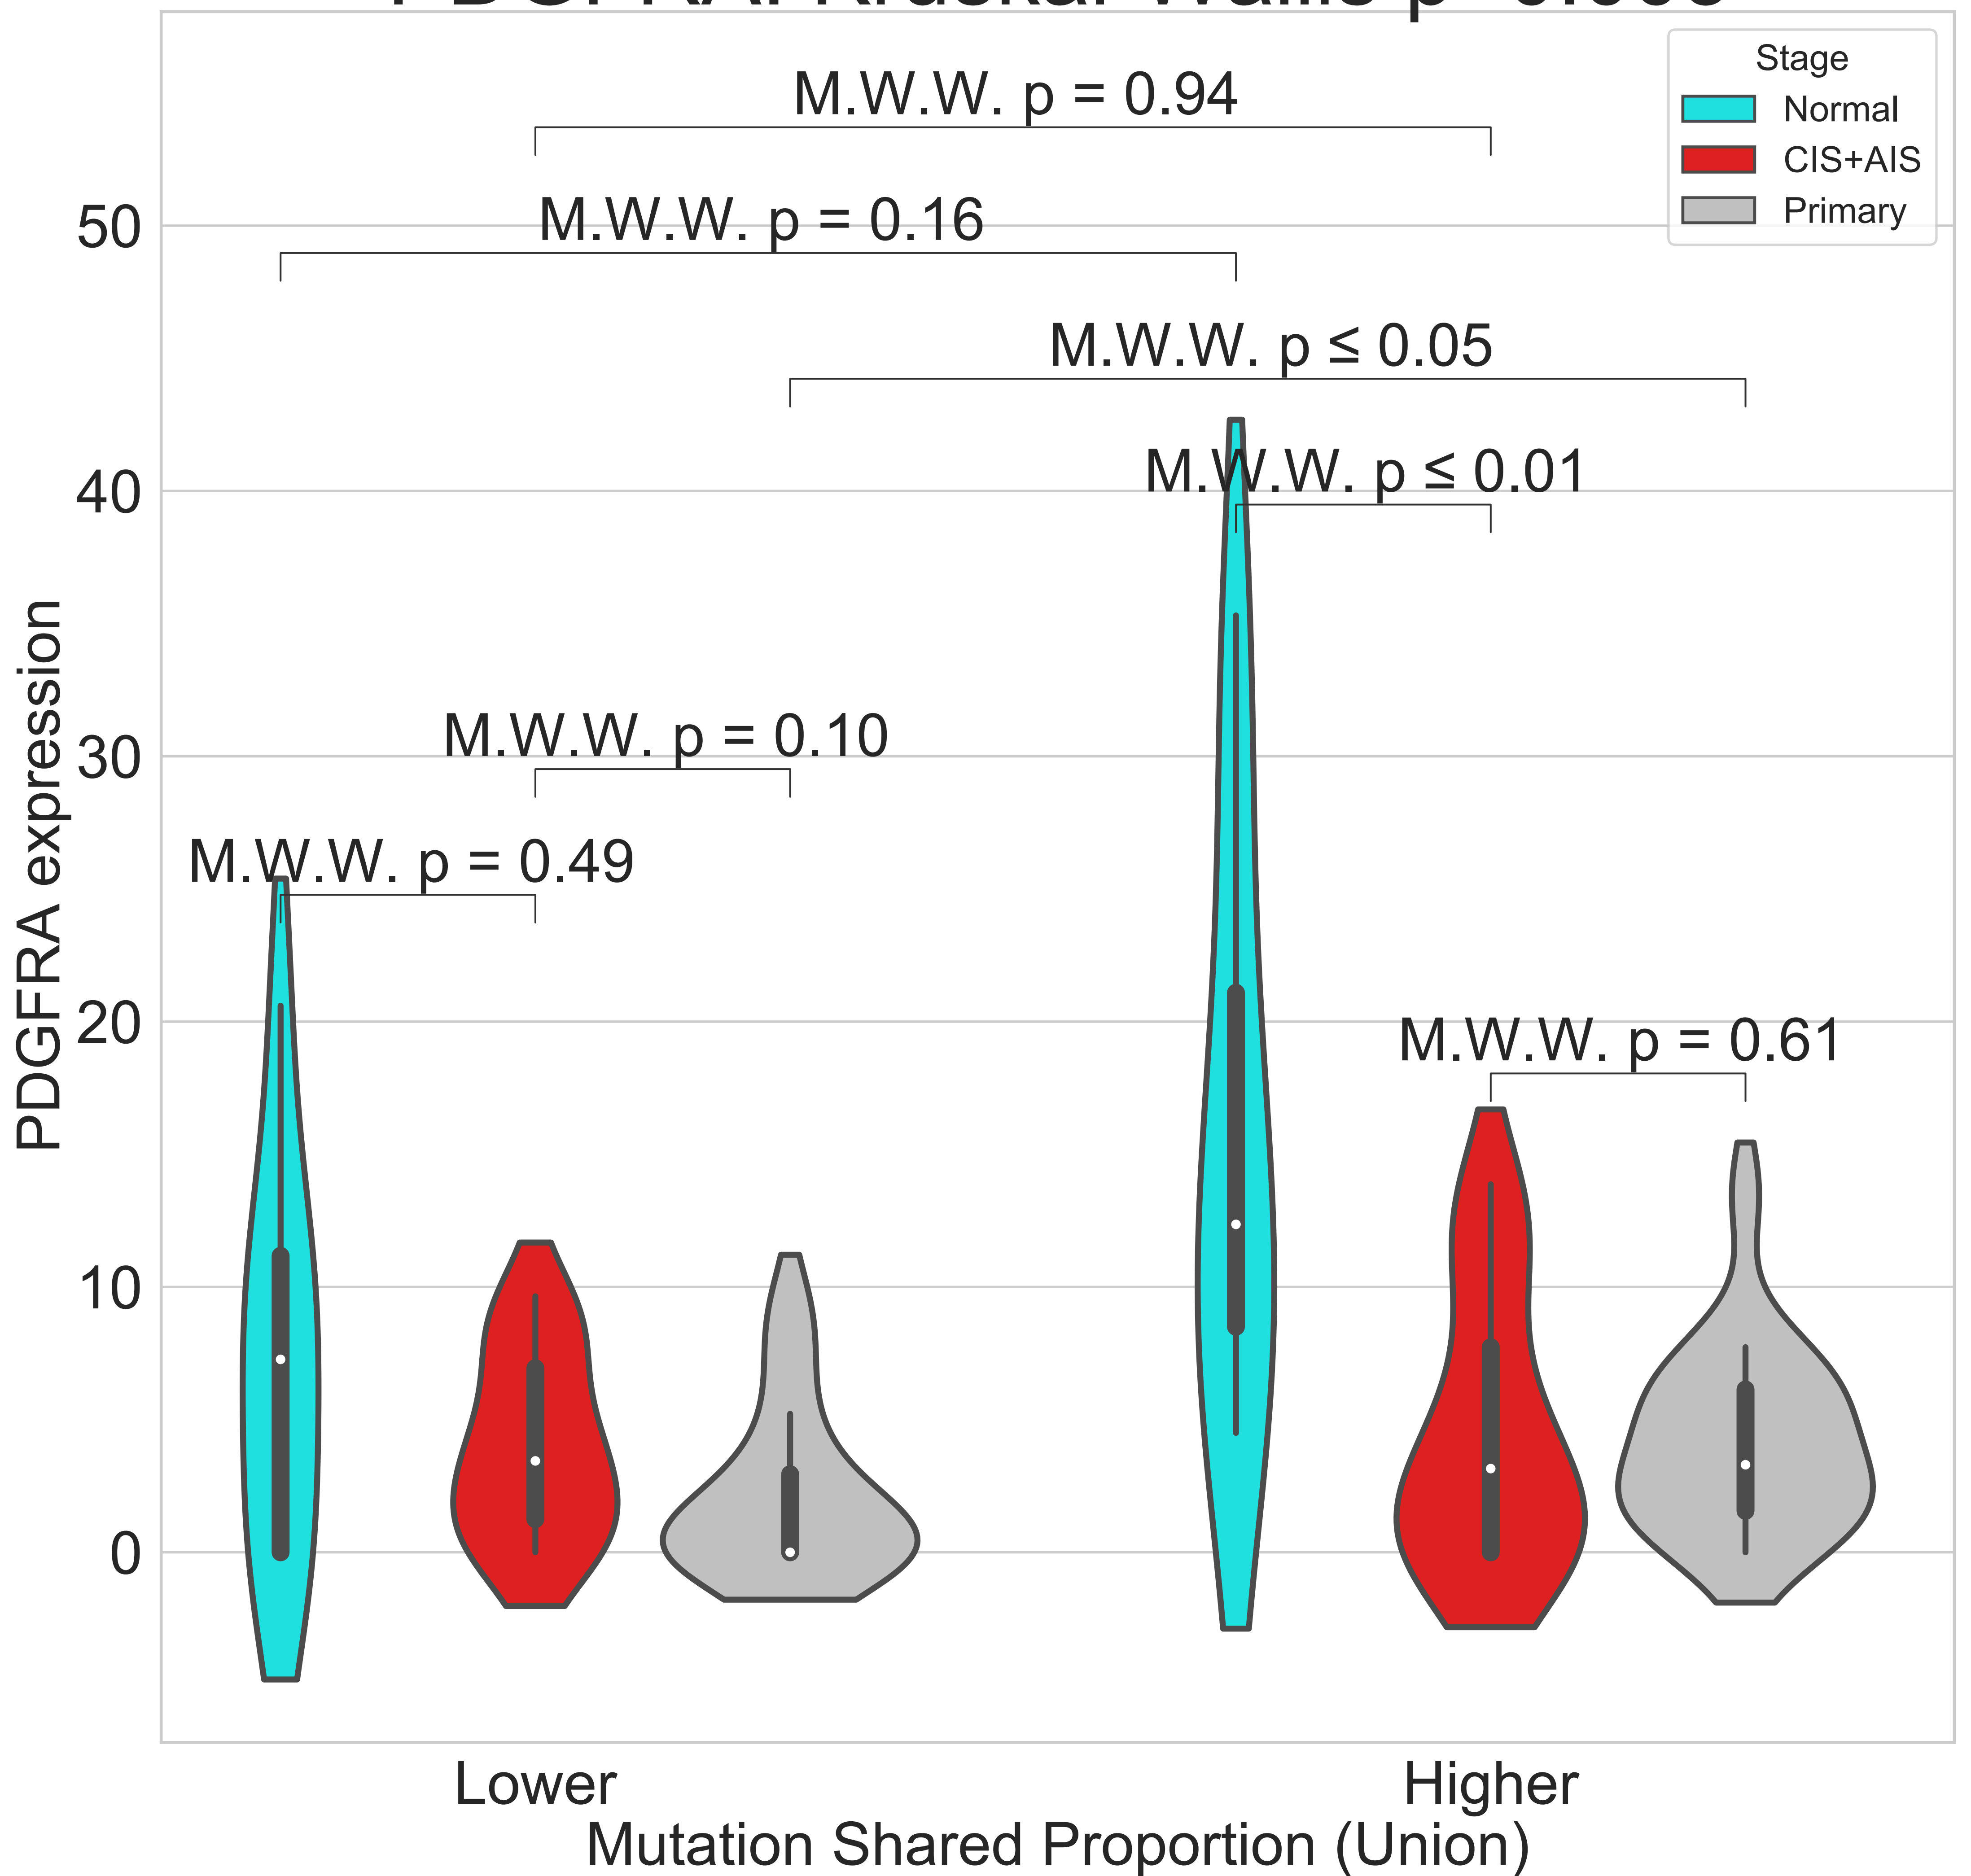 Stage
Normal
CIS+AIS
Primary
M.W.W. p = 0.94
M.W.W. p = 0.16
M.W.W. p ≤ 0.05
M.W.W. p ≤ 0.01
M.W.W. p = 0.10
M.W.W. p = 0.49
M.W.W. p = 0.61
PDGFRA expression
50
40
30
20
10
0
Lower
Higher
Mutation Shared Proportion (Union)